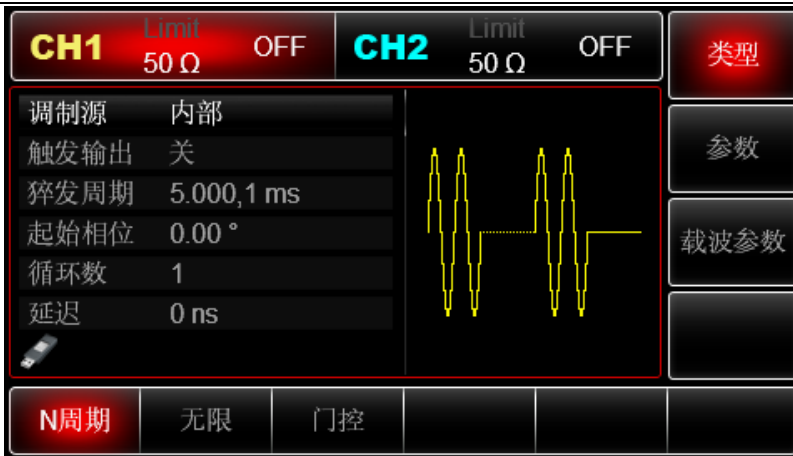 CH1 Limit 50 Ω OFF CH2 Limit 50 Ω OFF 类型
调制源 内部
触发输出 关
参数
猝发周期 5.000,1 ms
起始相位 0.00 °
载波参数
循环数 1
延迟 0 ns
N周期 无限 门控